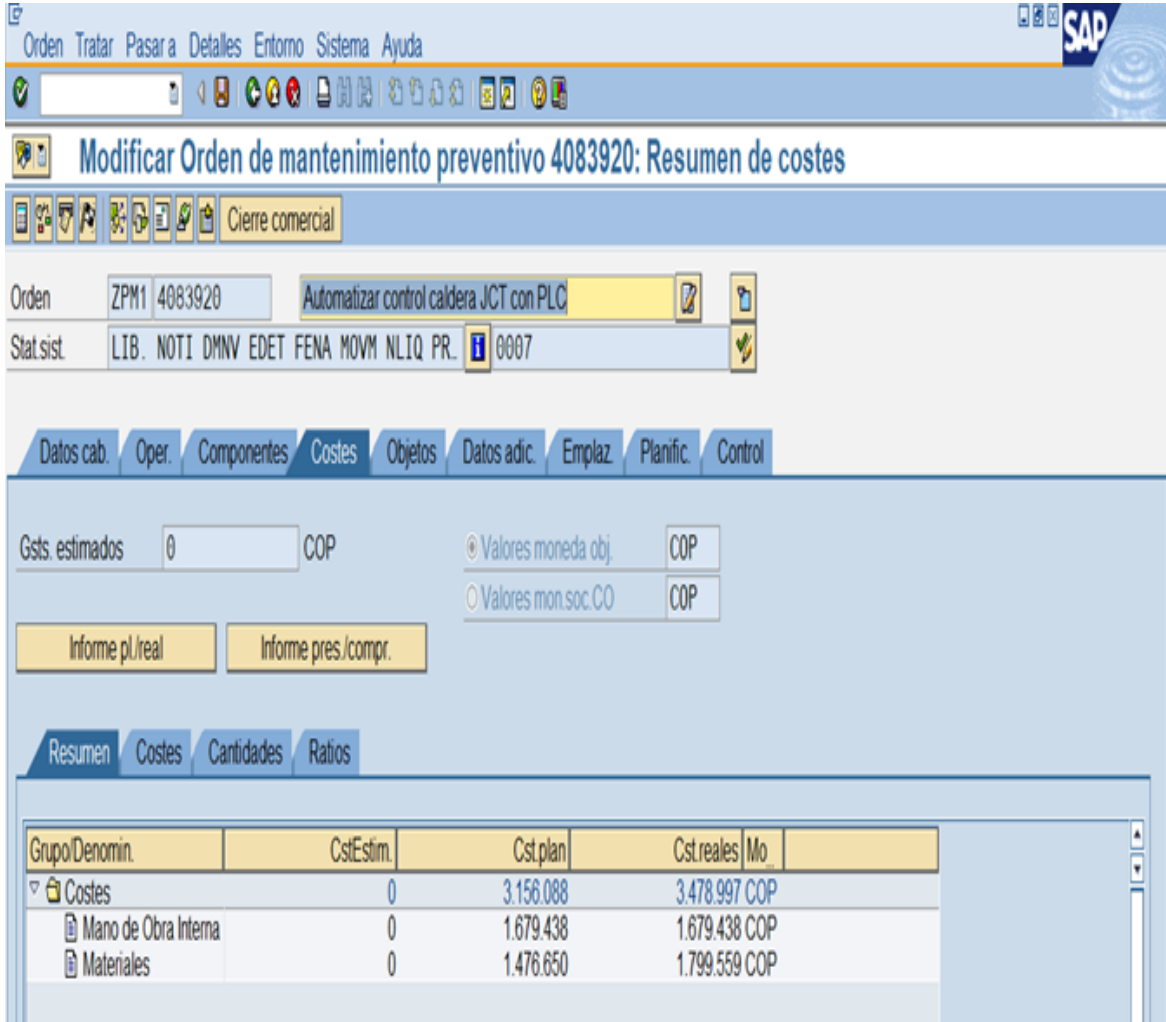 Orden Tratar Pasar a Detalles Entorno Sistema Ayuda
SAP
Modificar Orden de mantenimiento preventivo 4083920: Resumen de costes
Cierre comercial
Orden ZPM1 4083920 Automatizar control caldera JCT con PLC
Stat.sist. LIB. NOTI DMNV EDET FENA MOVM NLIQ PR… 0007
Datos cab. Oper. Componentes Costes Objetos Datos adic. Emplaz. Planific. Control
Gsts. estimados 0 COP Valores moneda obj. COP
Valores mon.soc.CO COP
Informe pl./real Informe pres./compr.
Resumen Costes Cantidades Ratios
Grupo/Denomin. CstEstim. Cst.plan Cst.reales Mo…
Costes 0 3.156.088 3.478.997 COP
Mano de Obra Interna 0 1.679.438 1.679.438 COP
Materiales 0 1.476.650 1.799.559 COP